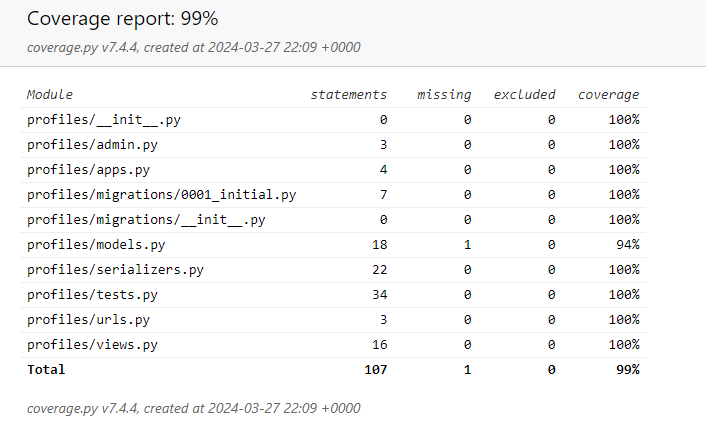 Coverage report: 99%
coverage.py v7.4.4, created at 2024-03-27 22:09 +0000
Module statements missing excluded coverage
profiles/__init__.py 0 0 0 100%
profiles/admin.py 3 0 0 100%
profiles/apps.py 4 0 0 100%
profiles/migrations/0001_initial.py 7 0 0 100%
profiles/migrations/__init__.py 0 0 0 100%
profiles/models.py 18 1 0 94%
profiles/serializers.py 22 0 0 100%
profiles/tests.py 34 0 0 100%
profiles/urls.py 3 0 0 100%
profiles/views.py 16 0 0 100%
Total 107 1 0 99%
coverage.py v7.4.4, created at 2024-03-27 22:09 +0000